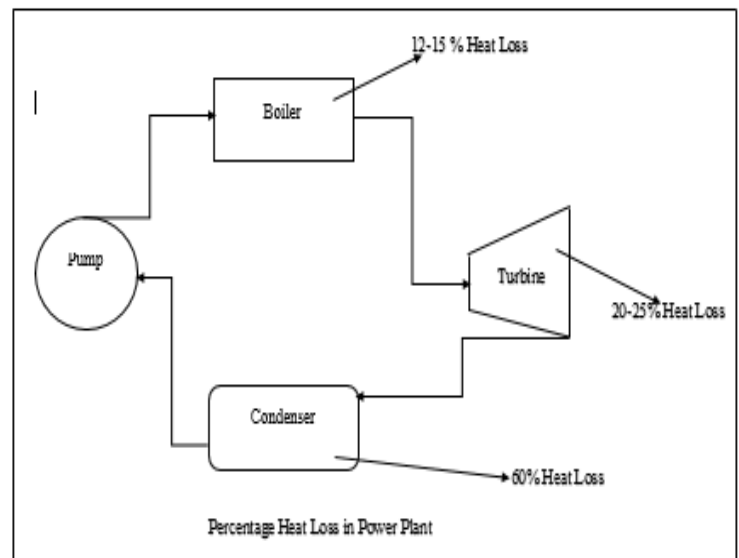 12-15 % Heat Loss
Boiler
Pump
Turbine
20-25% Heat Loss
Condenser
60% Heat Loss
Percentage Heat Loss in Power Plant